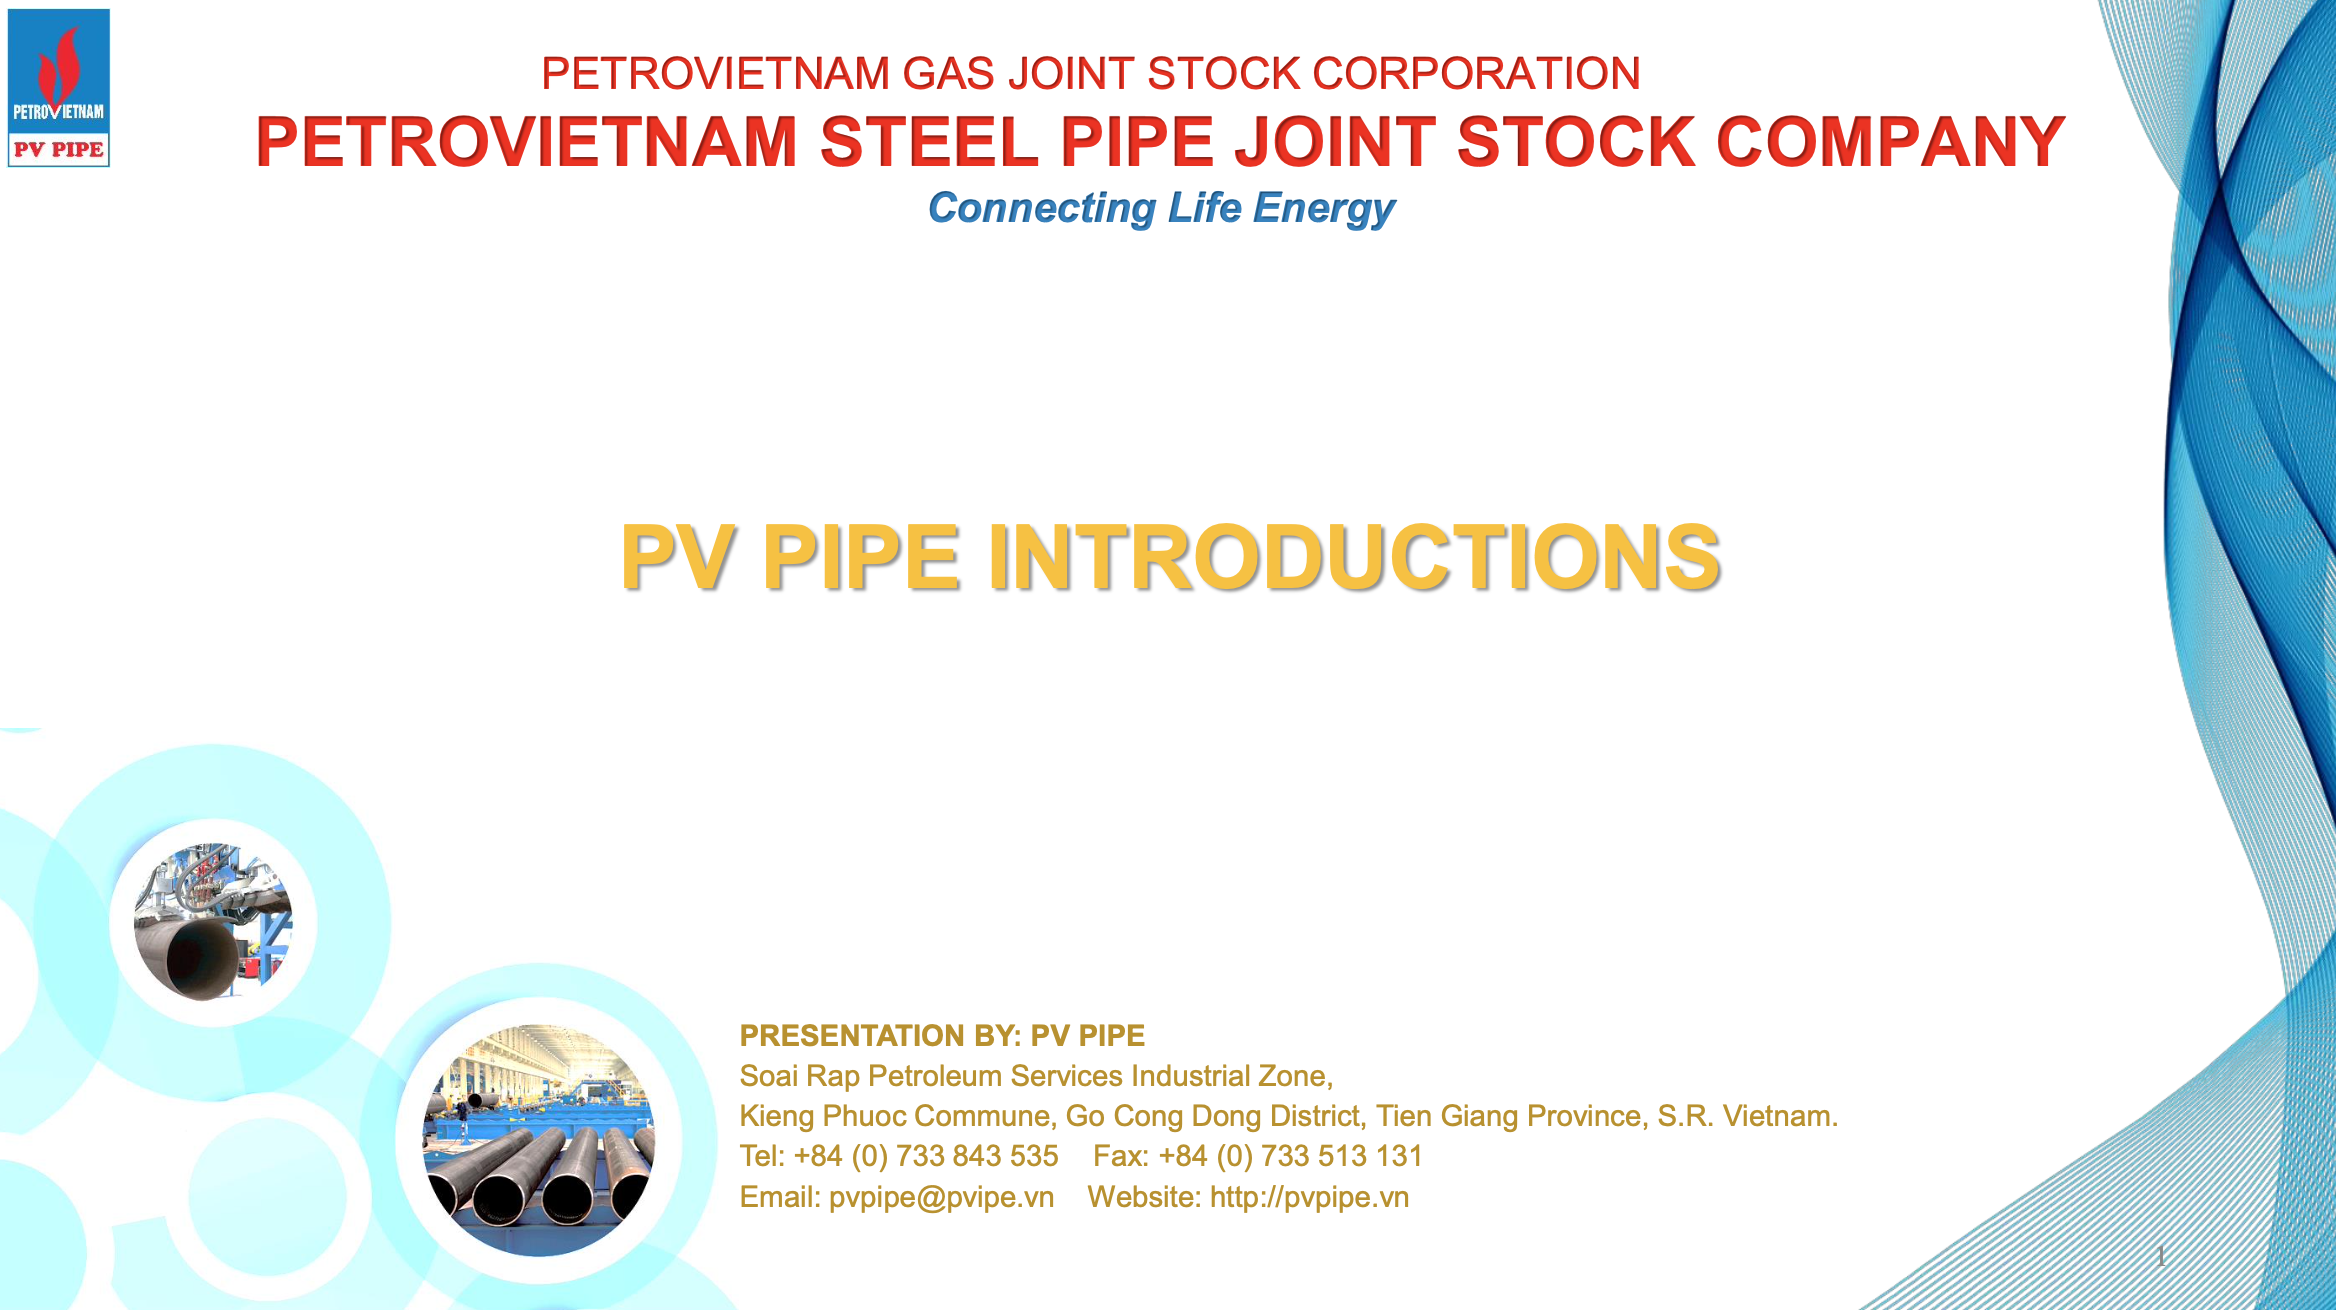 PETROVIETNAM
PV PIPE
PETROVIETNAM GAS JOINT STOCK CORPORATION
PETROVIETNAM STEEL PIPE JOINT STOCK COMPANY
Connecting Life Energy
PV PIPE INTRODUCTIONS
PRESENTATION BY: PV PIPE
Soai Rap Petroleum Services Industrial Zone,
Kieng Phuoc Commune, Go Cong Dong District, Tien Giang Province, S.R. Vietnam.
Tel: +84 (0) 733 843 535    Fax: +84 (0) 733 513 131
Email: pvpipe@pvipe.vn    Website: http://pvpipe.vn
1